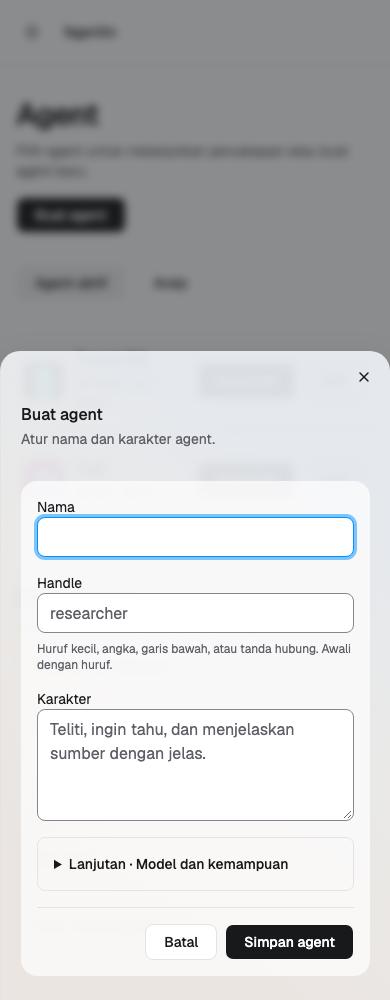 Agent
Buat agent
Agent aktif
Arsip
Buat agent
Atur nama dan karakter agent.
Nama
Handle
researcher
Huruf kecil, angka, garis bawah, atau tanda hubung. Awali
dengan huruf.
Karakter
Teliti, ingin tahu, dan menjelaskan
sumber dengan jelas.
Lanjutan · Model dan kemampuan
Batal
Simpan agent